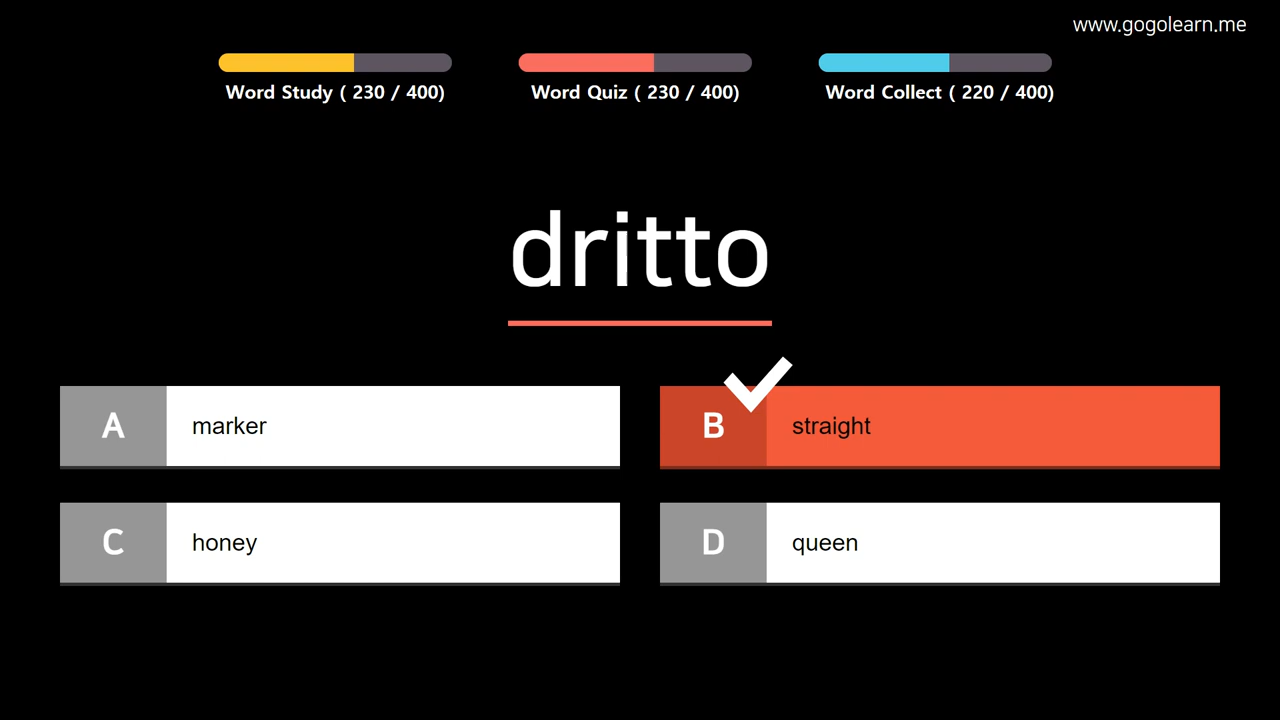 www.gogolearn.me
Word Study ( 230 / 400)
Word Quiz ( 230 / 400)
Word Collect ( 220 / 400)
dritto
A
marker
B
straight
C
honey
D
queen